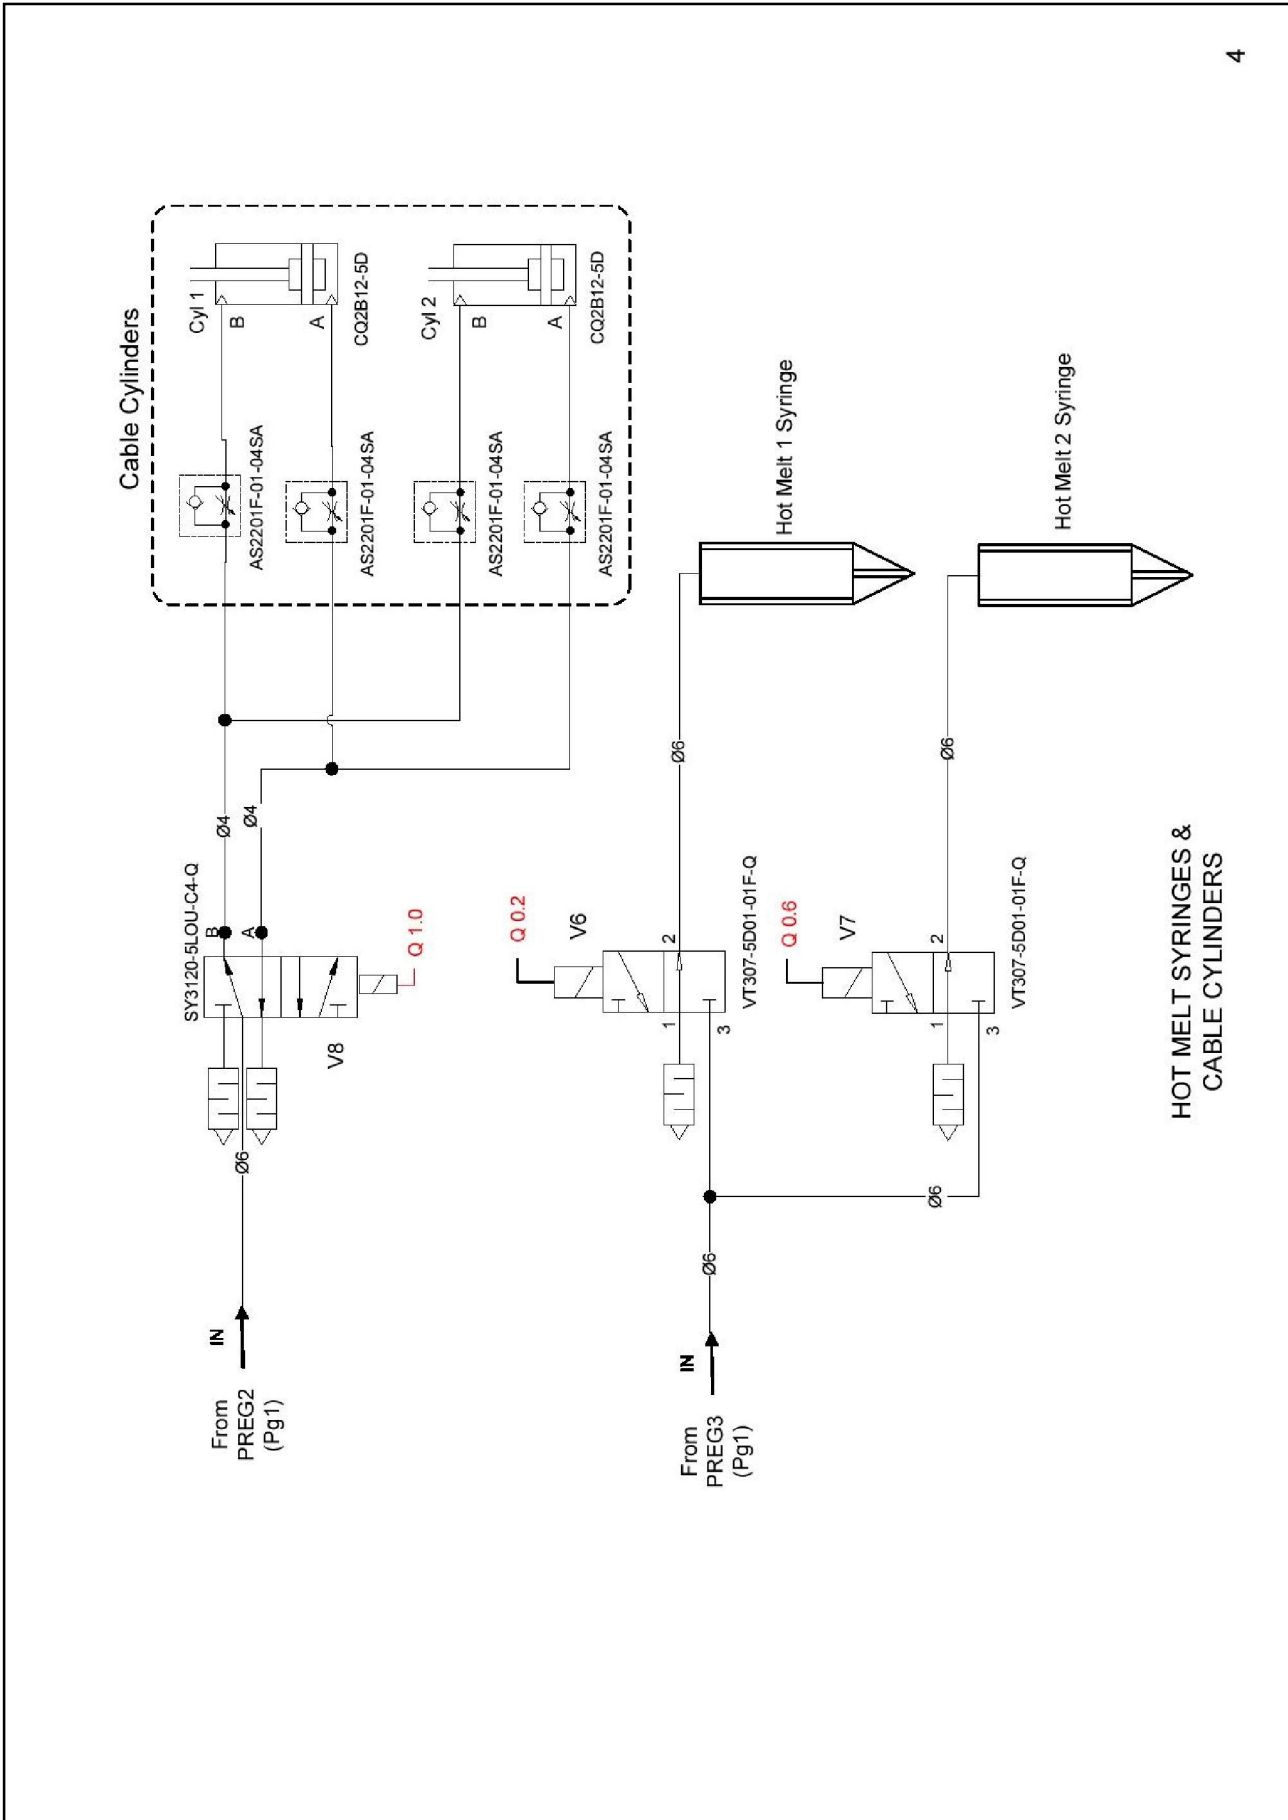 4
Cable Cylinders
Cyl 1
B
A
CQ2B12-5D
AS2201F-01-04SA
AS2201F-01-04SA
Cyl 2
B
A
CQ2B12-5D
AS2201F-01-04SA
AS2201F-01-04SA
SY3120-5LOU-C4-Q
B
A
Ø4
Ø4
V8
Q 1.0
Ø6
IN
From
PREG2
(Pg1)
Q 0.2
V6
1
2
3
VT307-5D01-01F-Q
Ø6
Hot Melt 1 Syringe
Q 0.6
V7
1
2
3
VT307-5D01-01F-Q
Ø6
Hot Melt 2 Syringe
Ø6
Ø6
IN
From
PREG3
(Pg1)
HOT MELT SYRINGES &
CABLE CYLINDERS